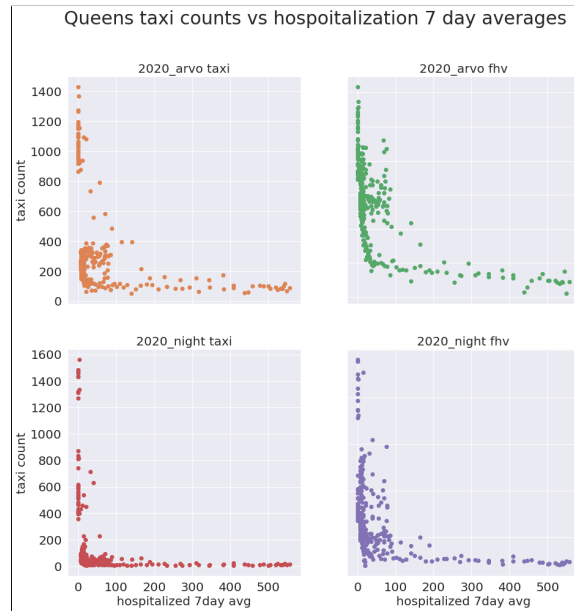 Queens taxi counts vs hospoitalization 7 day averages
2020_arvo taxi
2020_arvo fhv
1400
1200
1000
800
600
400
200
0
taxi count
2020_night taxi
2020_night fhv
1600
1400
1200
1000
800
600
400
200
0
taxi count
0 100 200 300 400 500
0 100 200 300 400 500
hospitalized 7day avg
hospitalized 7day avg